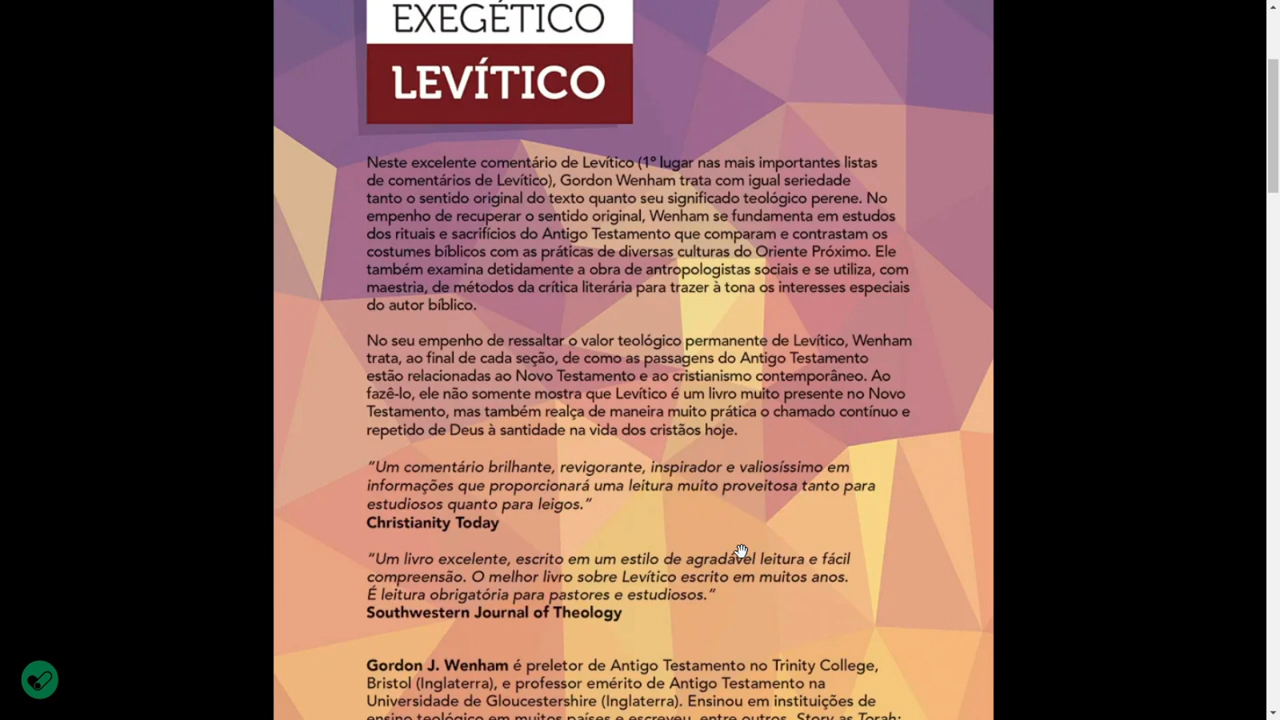 EXEGÉTICO
LEVÍTICO
Neste excelente comentário de Levítico (1º lugar nas mais importantes listas
de comentários de Levítico), Gordon Wenham trata com igual seriedade
tanto o sentido original do texto quanto seu significado teológico perene. No
empenho de recuperar o sentido original, Wenham se fundamenta em estudos
dos rituais e sacrifícios do Antigo Testamento que comparam e contrastam os
costumes bíblicos com as práticas de diversas culturas do Oriente Próximo. Ele
também examina detidamente a obra de antropologistas sociais e se utiliza, com
maestria, de métodos da crítica literária para trazer à tona os interesses especiais
do autor bíblico.
No seu empenho de ressaltar o valor teológico permanente de Levítico, Wenham
trata, ao final de cada seção, de como as passagens do Antigo Testamento
estão relacionadas ao Novo Testamento e ao cristianismo contemporâneo. Ao
fazê-lo, ele não somente mostra que Levítico é um livro muito presente no Novo
Testamento, mas também realça de maneira muito prática o chamado contínuo e
repetido de Deus à santidade na vida dos cristãos hoje.
"Um comentário brilhante, revigorante, inspirador e valiosíssimo em
informações que proporcionará uma leitura muito proveitosa tanto para
estudiosos quanto para leigos."
Christianity Today
"Um livro excelente, escrito em um estilo de agradável leitura e fácil
compreensão. O melhor livro sobre Levítico escrito em muitos anos.
É leitura obrigatória para pastores e estudiosos."
Southwestern Journal of Theology
Gordon J. Wenham é preletor de Antigo Testamento no Trinity College,
Bristol (Inglaterra), e professor emérito de Antigo Testamento na
Universidade de Gloucestershire (Inglaterra). Ensinou em instituições de
ensino teológico em muitos países e escreveu, entre outros, Story as Torah: